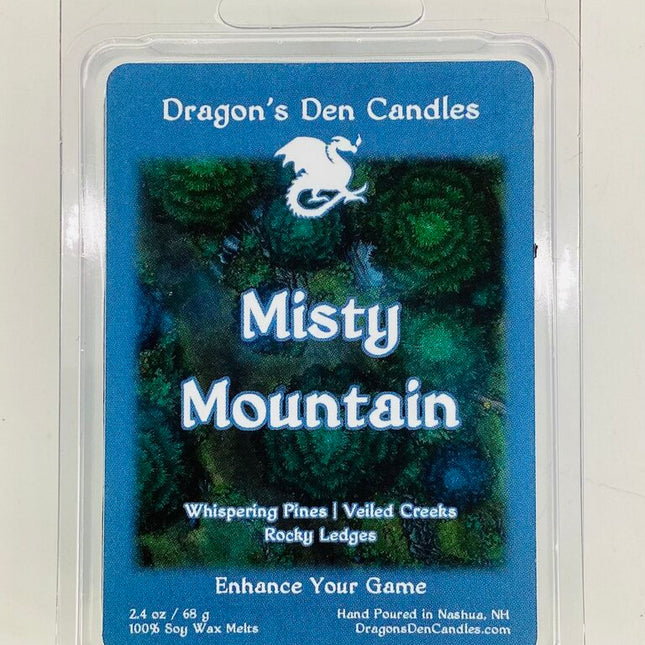 Dragon's Den Candles
Misty
Mountain
Whispering Pines | Veiled Creeks
Rocky Ledges
Enhance Your Game
2.4 oz / 68 g
100% Soy Wax Melts
Hand Poured in Nashua, NH
DragonsDenCandles.com